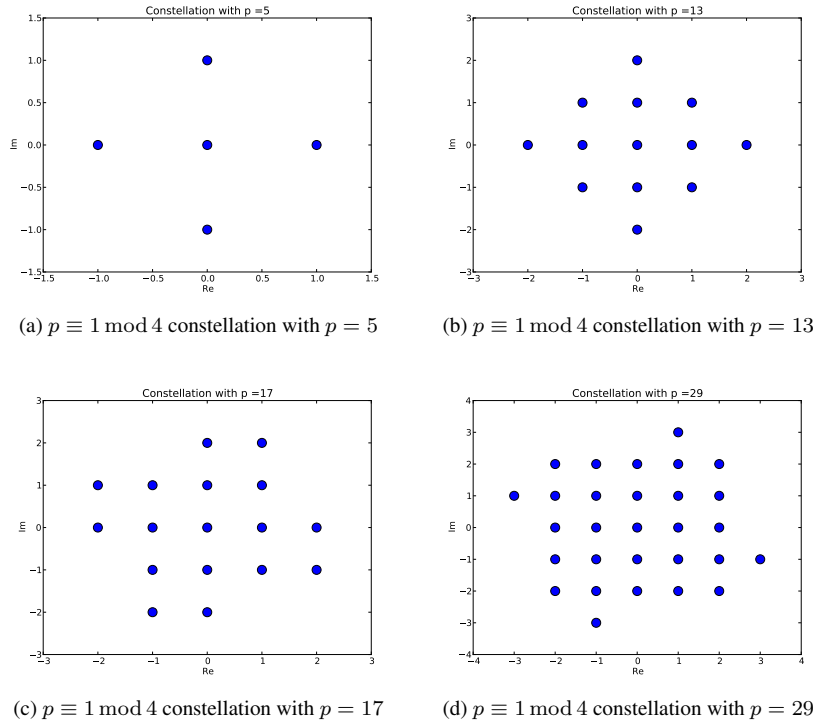 Constellation with p =5
1.5
1.0
0.5
0.0
−0.5
−1.0
−1.5
−1.5 −1.0 −0.5 0.0 0.5 1.0 1.5
Im
Re
(a) p ≡ 1 mod 4 constellation with p = 5
Constellation with p =13
3
2
1
0
−1
−2
−3
−3 −2 −1 0 1 2 3
Im
Re
(b) p ≡ 1 mod 4 constellation with p = 13
Constellation with p =17
3
2
1
0
−1
−2
−3
−3 −2 −1 0 1 2 3
Im
Re
(c) p ≡ 1 mod 4 constellation with p = 17
Constellation with p =29
4
3
2
1
0
−1
−2
−3
−4
−4 −3 −2 −1 0 1 2 3 4
Im
Re
(d) p ≡ 1 mod 4 constellation with p = 29